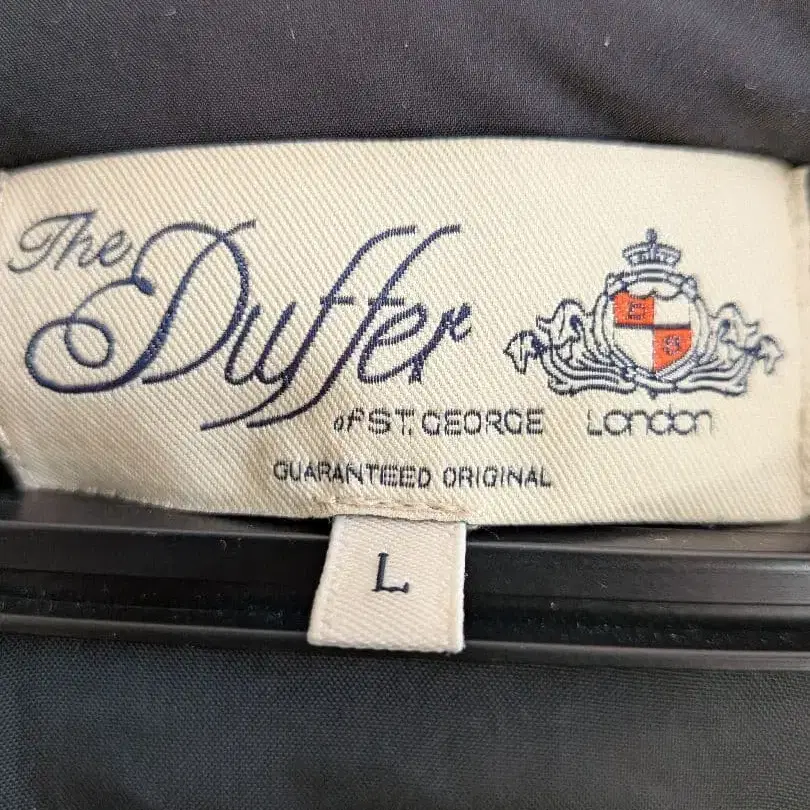 The Duffer
of ST. GEORGE London
GUARANTEED ORIGINAL
L